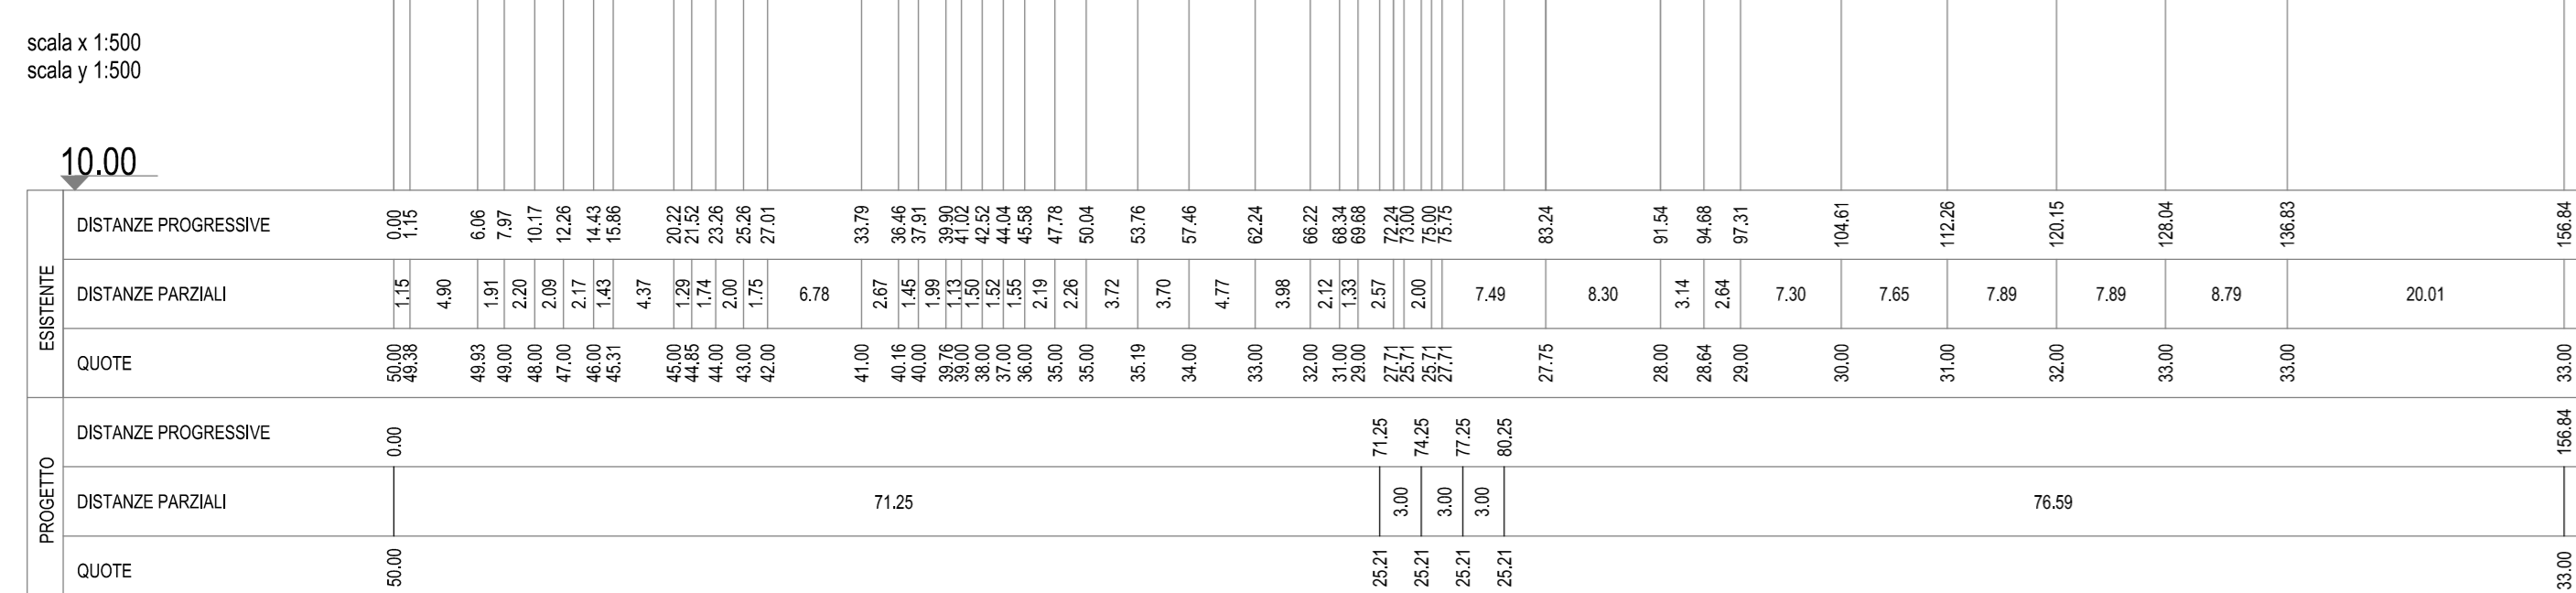 scala x 1:500
scala y 1:500
10.00
ESISTENTE
DISTANZE PROGRESSIVE 0.00 1.15 6.06 7.97 10.17 12.26 14.43 15.86 20.22 21.52 23.26 25.26 27.01 33.79 36.46 37.91 39.90 41.02 42.52 44.04 45.58 47.78 50.04 53.76 57.46 62.24 66.22 68.34 69.68 72.24 73.00 75.00 75.75 83.24 91.54 94.68 97.31 104.61 112.26 120.15 128.04 136.83 156.84
DISTANZE PARZIALI 1.15 4.90 1.91 2.20 2.09 2.17 1.43 4.37 1.29 1.74 2.00 1.75 6.78 2.67 1.45 1.99 1.13 1.50 1.52 1.55 2.19 2.26 3.72 3.70 4.77 3.98 2.12 1.33 2.57 2.00 7.49 8.30 3.14 2.64 7.30 7.65 7.89 7.89 8.79 20.01
QUOTE 50.00 49.38 49.93 49.00 48.00 47.00 46.00 45.31 45.00 44.85 44.00 43.00 42.00 41.00 40.16 40.00 39.76 39.00 38.00 37.00 36.00 35.00 35.00 35.19 34.00 33.00 32.00 31.00 29.00 27.71 25.71 25.71 27.71 27.75 28.00 28.64 29.00 30.00 31.00 32.00 33.00 33.00 33.00
PROGETTO
DISTANZE PROGRESSIVE 0.00 71.25 74.25 77.25 80.25 156.84
DISTANZE PARZIALI 71.25 3.00 3.00 3.00 76.59
QUOTE 50.00 25.21 25.21 25.21 25.21 33.00